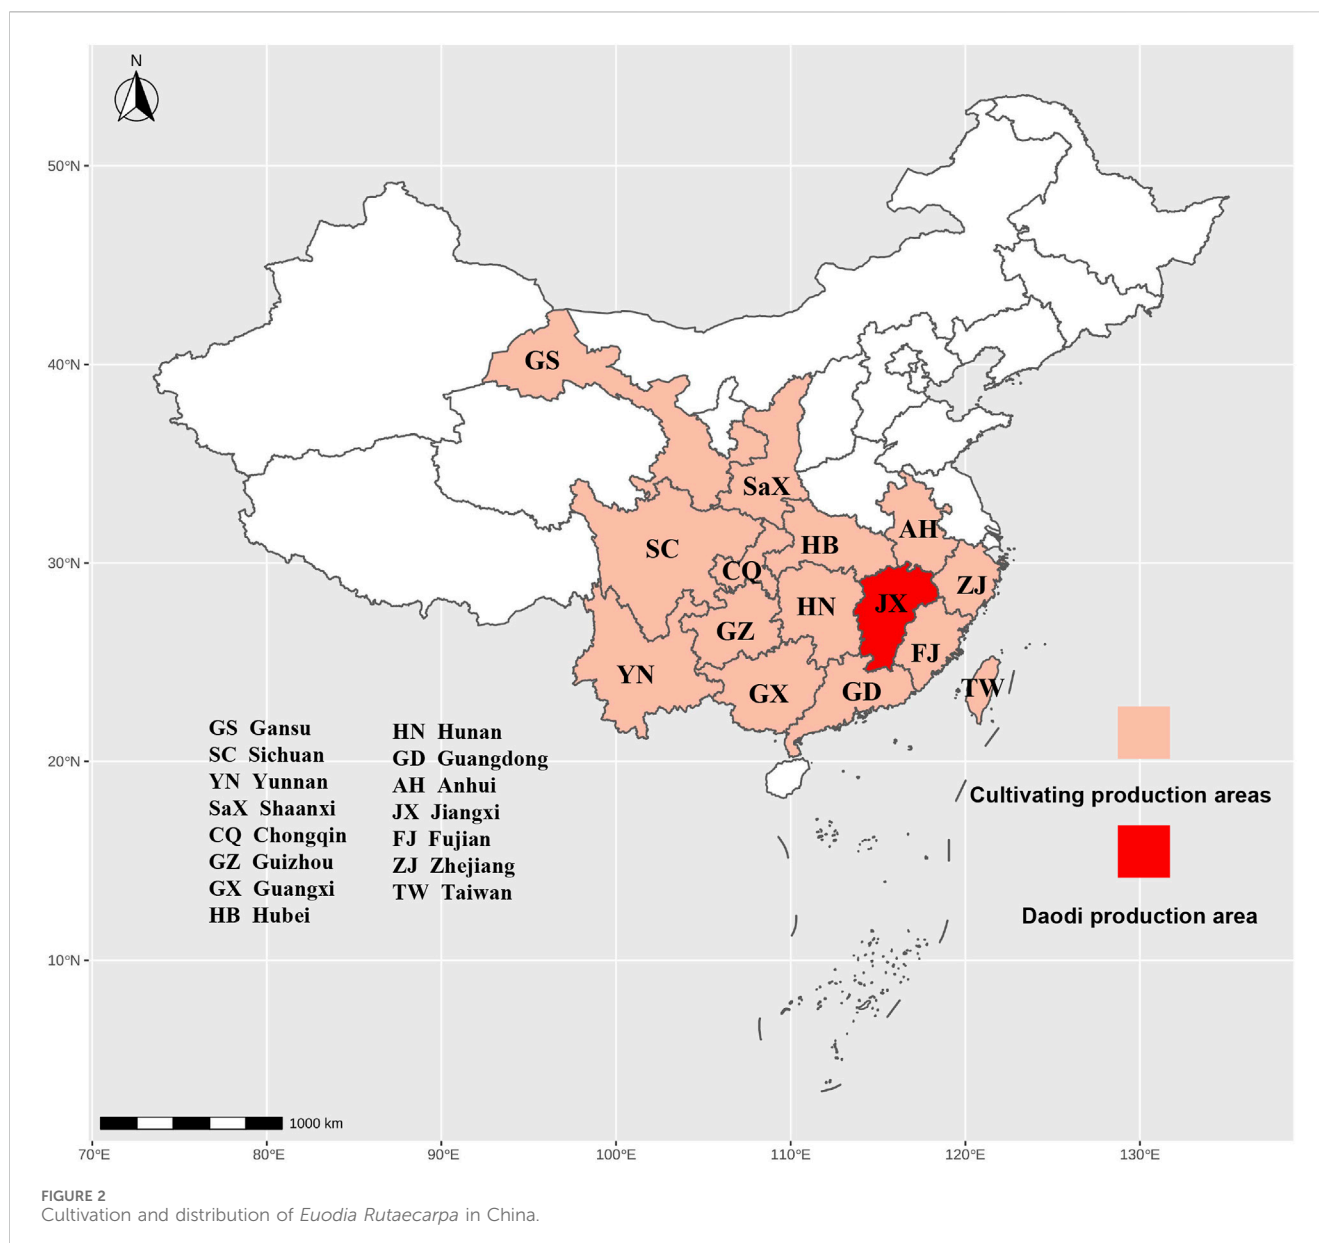 N
50°N
40°N
30°N
20°N
10°N
GS
SaX
SC
HB
AH
CQ
ZJ
HN
JX
GZ
FJ
YN
GX
GD
TW
GS Gansu
SC Sichuan
YN Yunnan
SaX Shaanxi
CQ Chongqin
GZ Guizhou
GX Guangxi
HB Hubei
HN Hunan
GD Guangdong
AH Anhui
JX Jiangxi
FJ Fujian
ZJ Zhejiang
TW Taiwan
Cultivating production areas
Daodi production area
1000 km
70°E 80°E 90°E 100°E 110°E 120°E 130°E
FIGURE 2
Cultivation and distribution of Euodia Rutaecarpa in China.